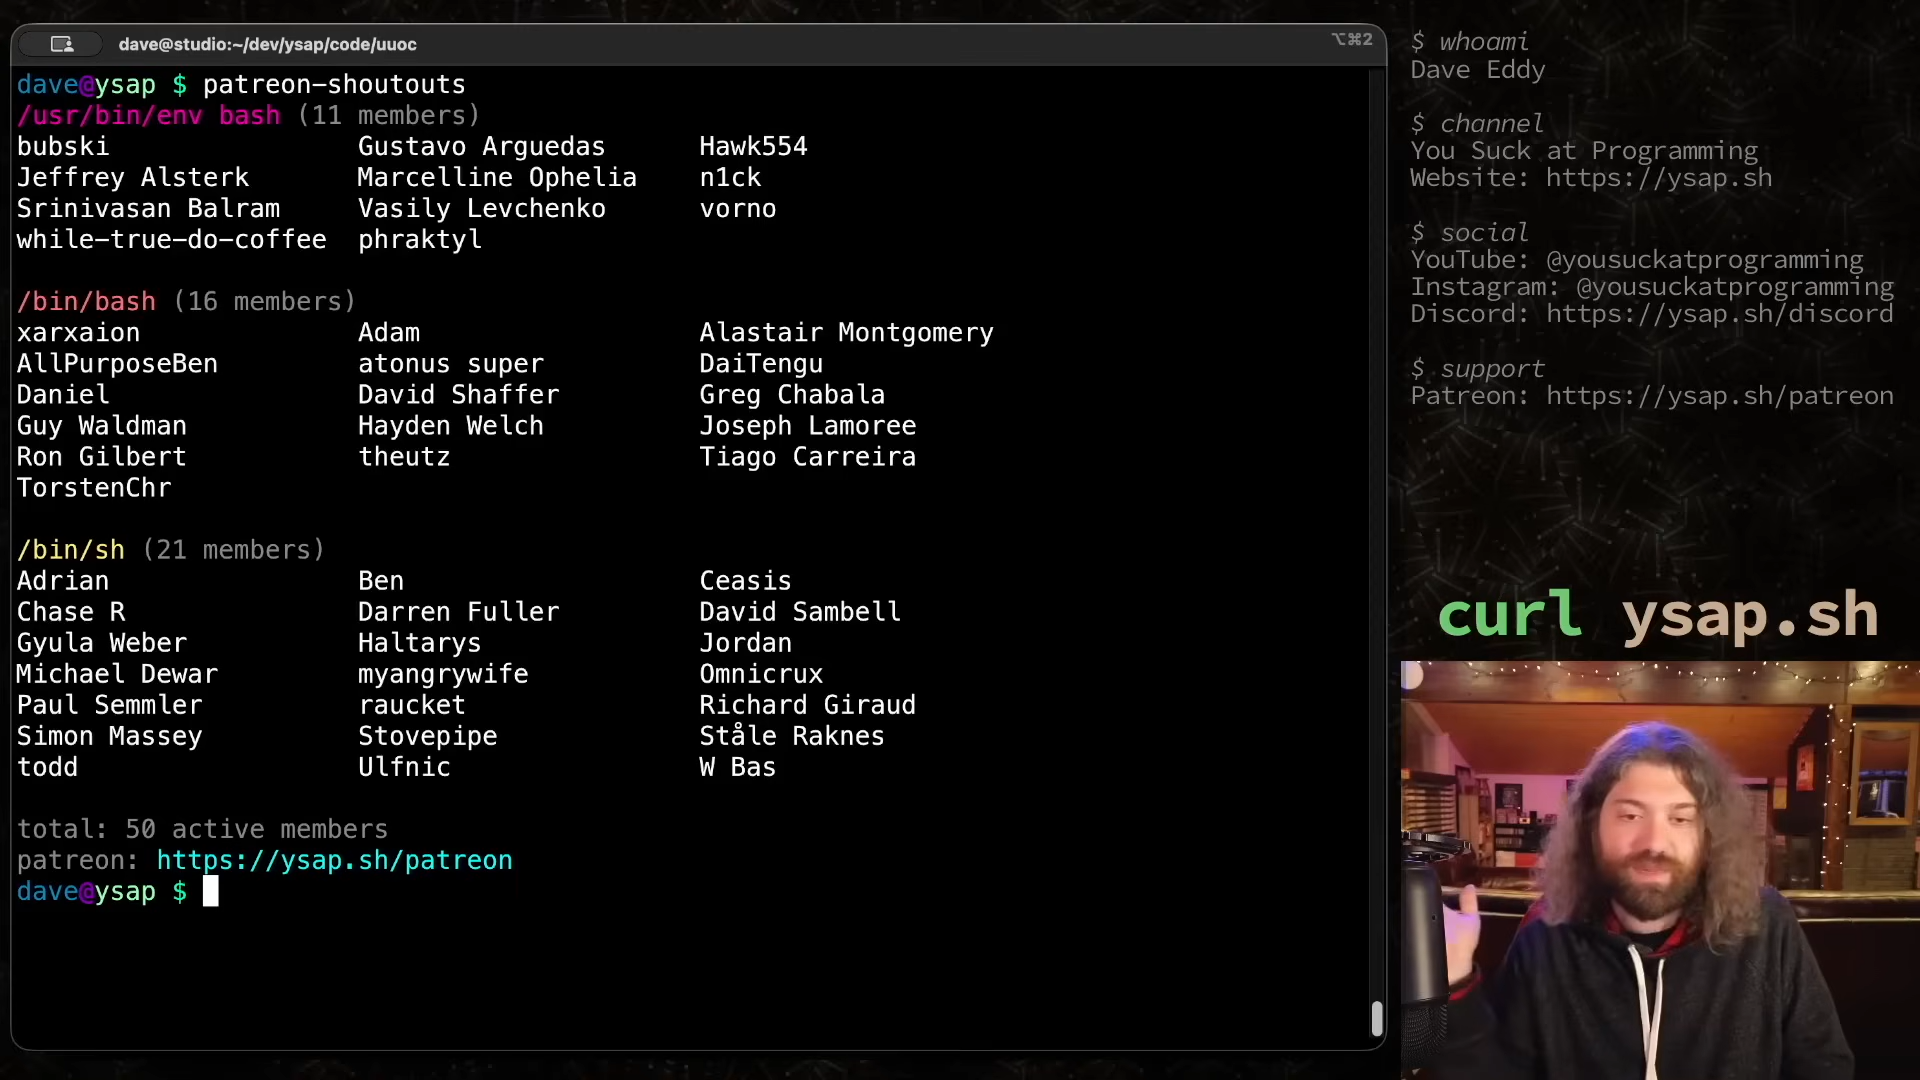 dave@studio:~/dev/ysap/code/uuoc
⌥⌘2
dave@ysap $ patreon-shoutouts
/usr/bin/env bash (11 members)
bubski Gustavo Arguedas Hawk554
Jeffrey Alsterk Marcelline Ophelia n1ck
Srinivasan Balram Vasily Levchenko vorno
while-true-do-coffee phraktyl
/bin/bash (16 members)
xarxaion Adam Alastair Montgomery
AllPurposeBen atonus super DaiTengu
Daniel David Shaffer Greg Chabala
Guy Waldman Hayden Welch Joseph Lamoree
Ron Gilbert theutz Tiago Carreira
TorstenChr
/bin/sh (21 members)
Adrian Ben Ceasis
Chase R Darren Fuller David Sambell
Gyula Weber Haltarys Jordan
Michael Dewar myangrywife Omnicrux
Paul Semmler raucket Richard Giraud
Simon Massey Stovepipe Ståle Raknes
todd Ulfnic W Bas
total: 50 active members
patreon: https://ysap.sh/patreon
dave@ysap $
$ whoami
Dave Eddy
$ channel
You Suck at Programming
Website: https://ysap.sh
$ social
YouTube: @yousuckatprogramming
Instagram: @yousuckatprogramming
Discord: https://ysap.sh/discord
$ support
Patreon: https://ysap.sh/patreon
curl ysap.sh